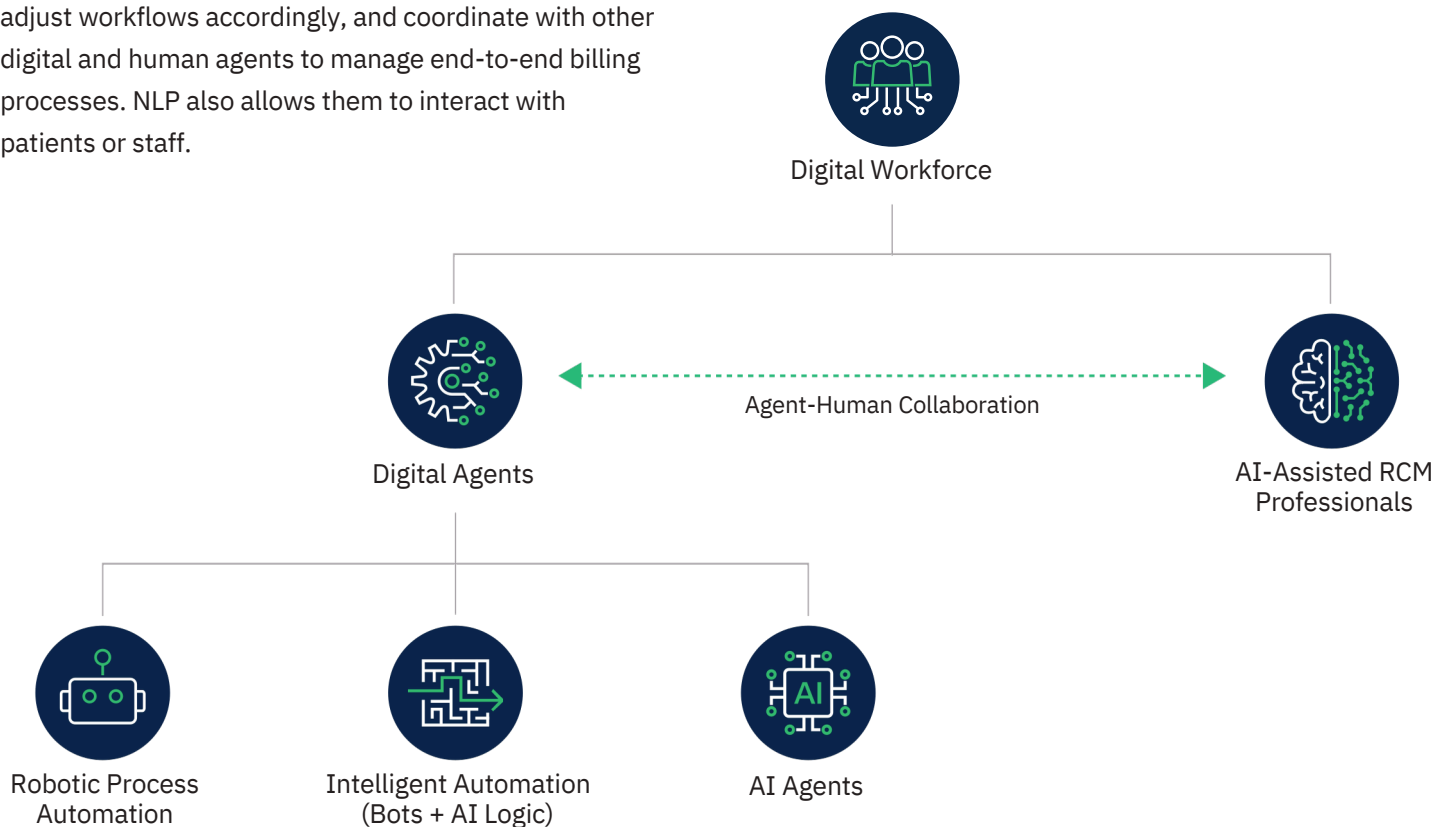 adjust workflows accordingly, and coordinate with other
digital and human agents to manage end-to-end billing
processes. NLP also allows them to interact with
patients or staff.
Digital Workforce
Agent-Human Collaboration
Digital Agents
AI-Assisted RCM
Professionals
AI
Robotic Process
Automation
Intelligent Automation
(Bots + AI Logic)
AI Agents